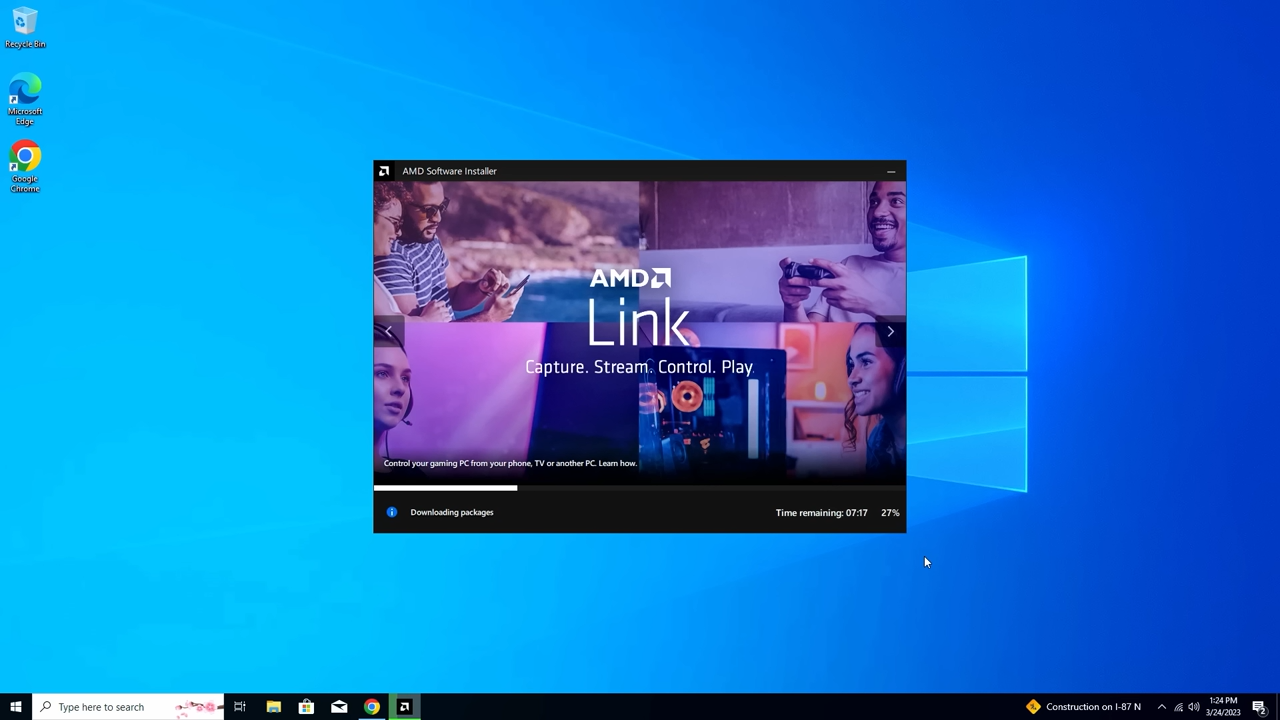 Recycle Bin
Microsoft
Edge
Google
Chrome
AMD Software Installer
AMD
Link
Capture. Stream. Control. Play.
Control your gaming PC from your phone, TV or another PC. Learn how.
Downloading packages
Time remaining: 07:17 27%
Type here to search
Construction on I-87 N
1:24 PM
3/24/2023
2